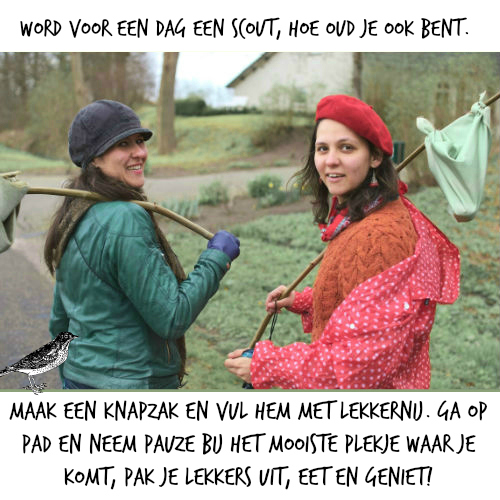 WORD VOOR EEN DAG EEN SCOUT, HOE OUD JE OOK BENT.
MAAK EEN KNAPZAK EN VUL HEM MET LEKKERNIJ. GA OP
PAD EN NEEM PAUZE BIJ HET MOOISTE PLEKJE WAAR JE
KOMT, PAK JE LEKKERS UIT, EET EN GENIET!